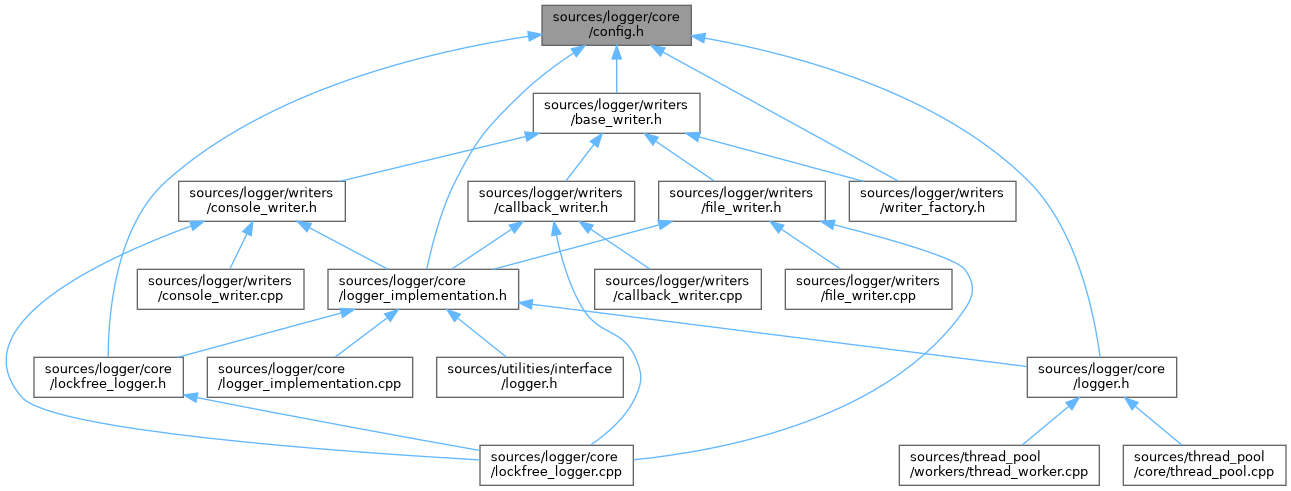 sources/logger/core
/config.h
sources/logger/writers
/base_writer.h
sources/logger/writers
/console_writer.h
sources/logger/writers
/callback_writer.h
sources/logger/writers
/file_writer.h
sources/logger/writers
/writer_factory.h
sources/logger/writers
/console_writer.cpp
sources/logger/core
/logger_implementation.h
sources/logger/writers
/callback_writer.cpp
sources/logger/writers
/file_writer.cpp
sources/logger/core
/lockfree_logger.h
sources/logger/core
/logger_implementation.cpp
sources/utilities/interface
/logger.h
sources/logger/core
/logger.h
sources/logger/core
/lockfree_logger.cpp
sources/thread_pool
/workers/thread_worker.cpp
sources/thread_pool
/core/thread_pool.cpp